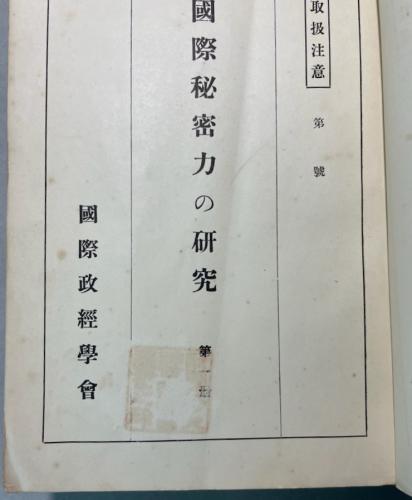 取扱注意
第　號
國際秘密力の研究
第一册
國際政經學會